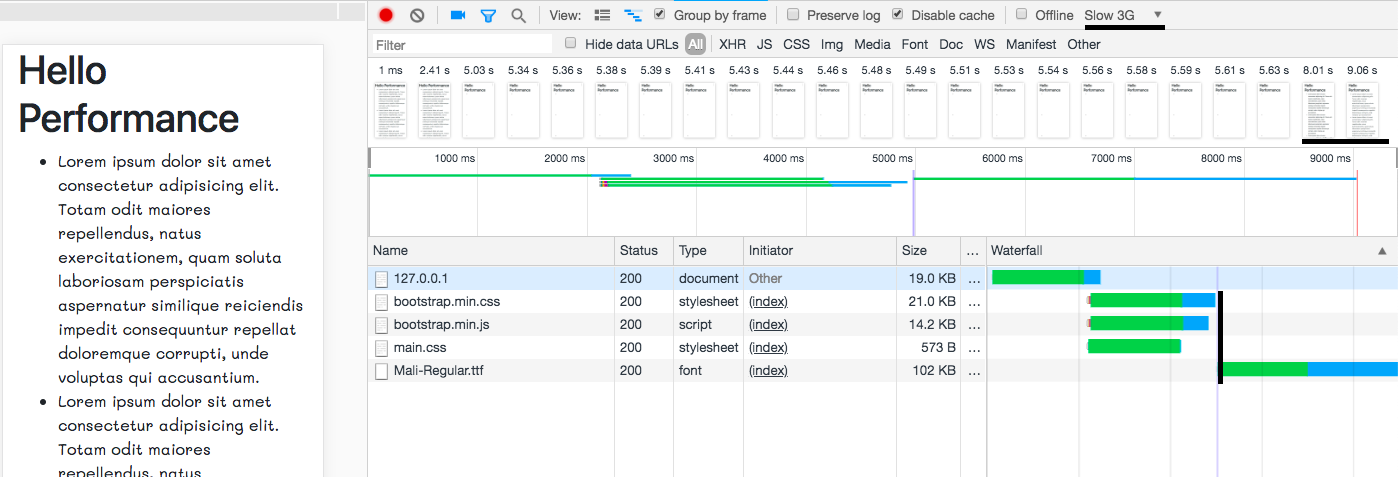 Hello
Performance
Lorem ipsum dolor sit amet
consectetur adipisicing elit.
Totam odit maiores
repellendus, natus
exercitationem, quam soluta
laboriosam perspiciatis
aspernatur similique reiciendis
impedit consequuntur repellat
doloremque corrupti, unde
voluptas qui accusantium.
Lorem ipsum dolor sit amet
consectetur adipisicing elit.
Totam odit maiores
repellendus, natus
View: Group by frame Preserve log Disable cache Offline Slow 3G
Filter Hide data URLs All XHR JS CSS Img Media Font Doc WS Manifest Other
1 ms 2.41 s 5.03 s 5.34 s 5.36 s 5.38 s 5.39 s 5.41 s 5.43 s 5.44 s 5.46 s 5.48 s 5.49 s 5.51 s 5.53 s 5.54 s 5.56 s 5.58 s 5.59 s 5.61 s 5.63 s 8.01 s 9.06 s
1000 ms 2000 ms 3000 ms 4000 ms 5000 ms 6000 ms 7000 ms 8000 ms 9000 ms
Name Status Type Initiator Size ... Waterfall
127.0.0.1 200 document Other 19.0 KB ...
bootstrap.min.css 200 stylesheet (index) 21.0 KB ...
bootstrap.min.js 200 script (index) 14.2 KB ...
main.css 200 stylesheet (index) 573 B ...
Mali-Regular.ttf 200 font (index) 102 KB ...